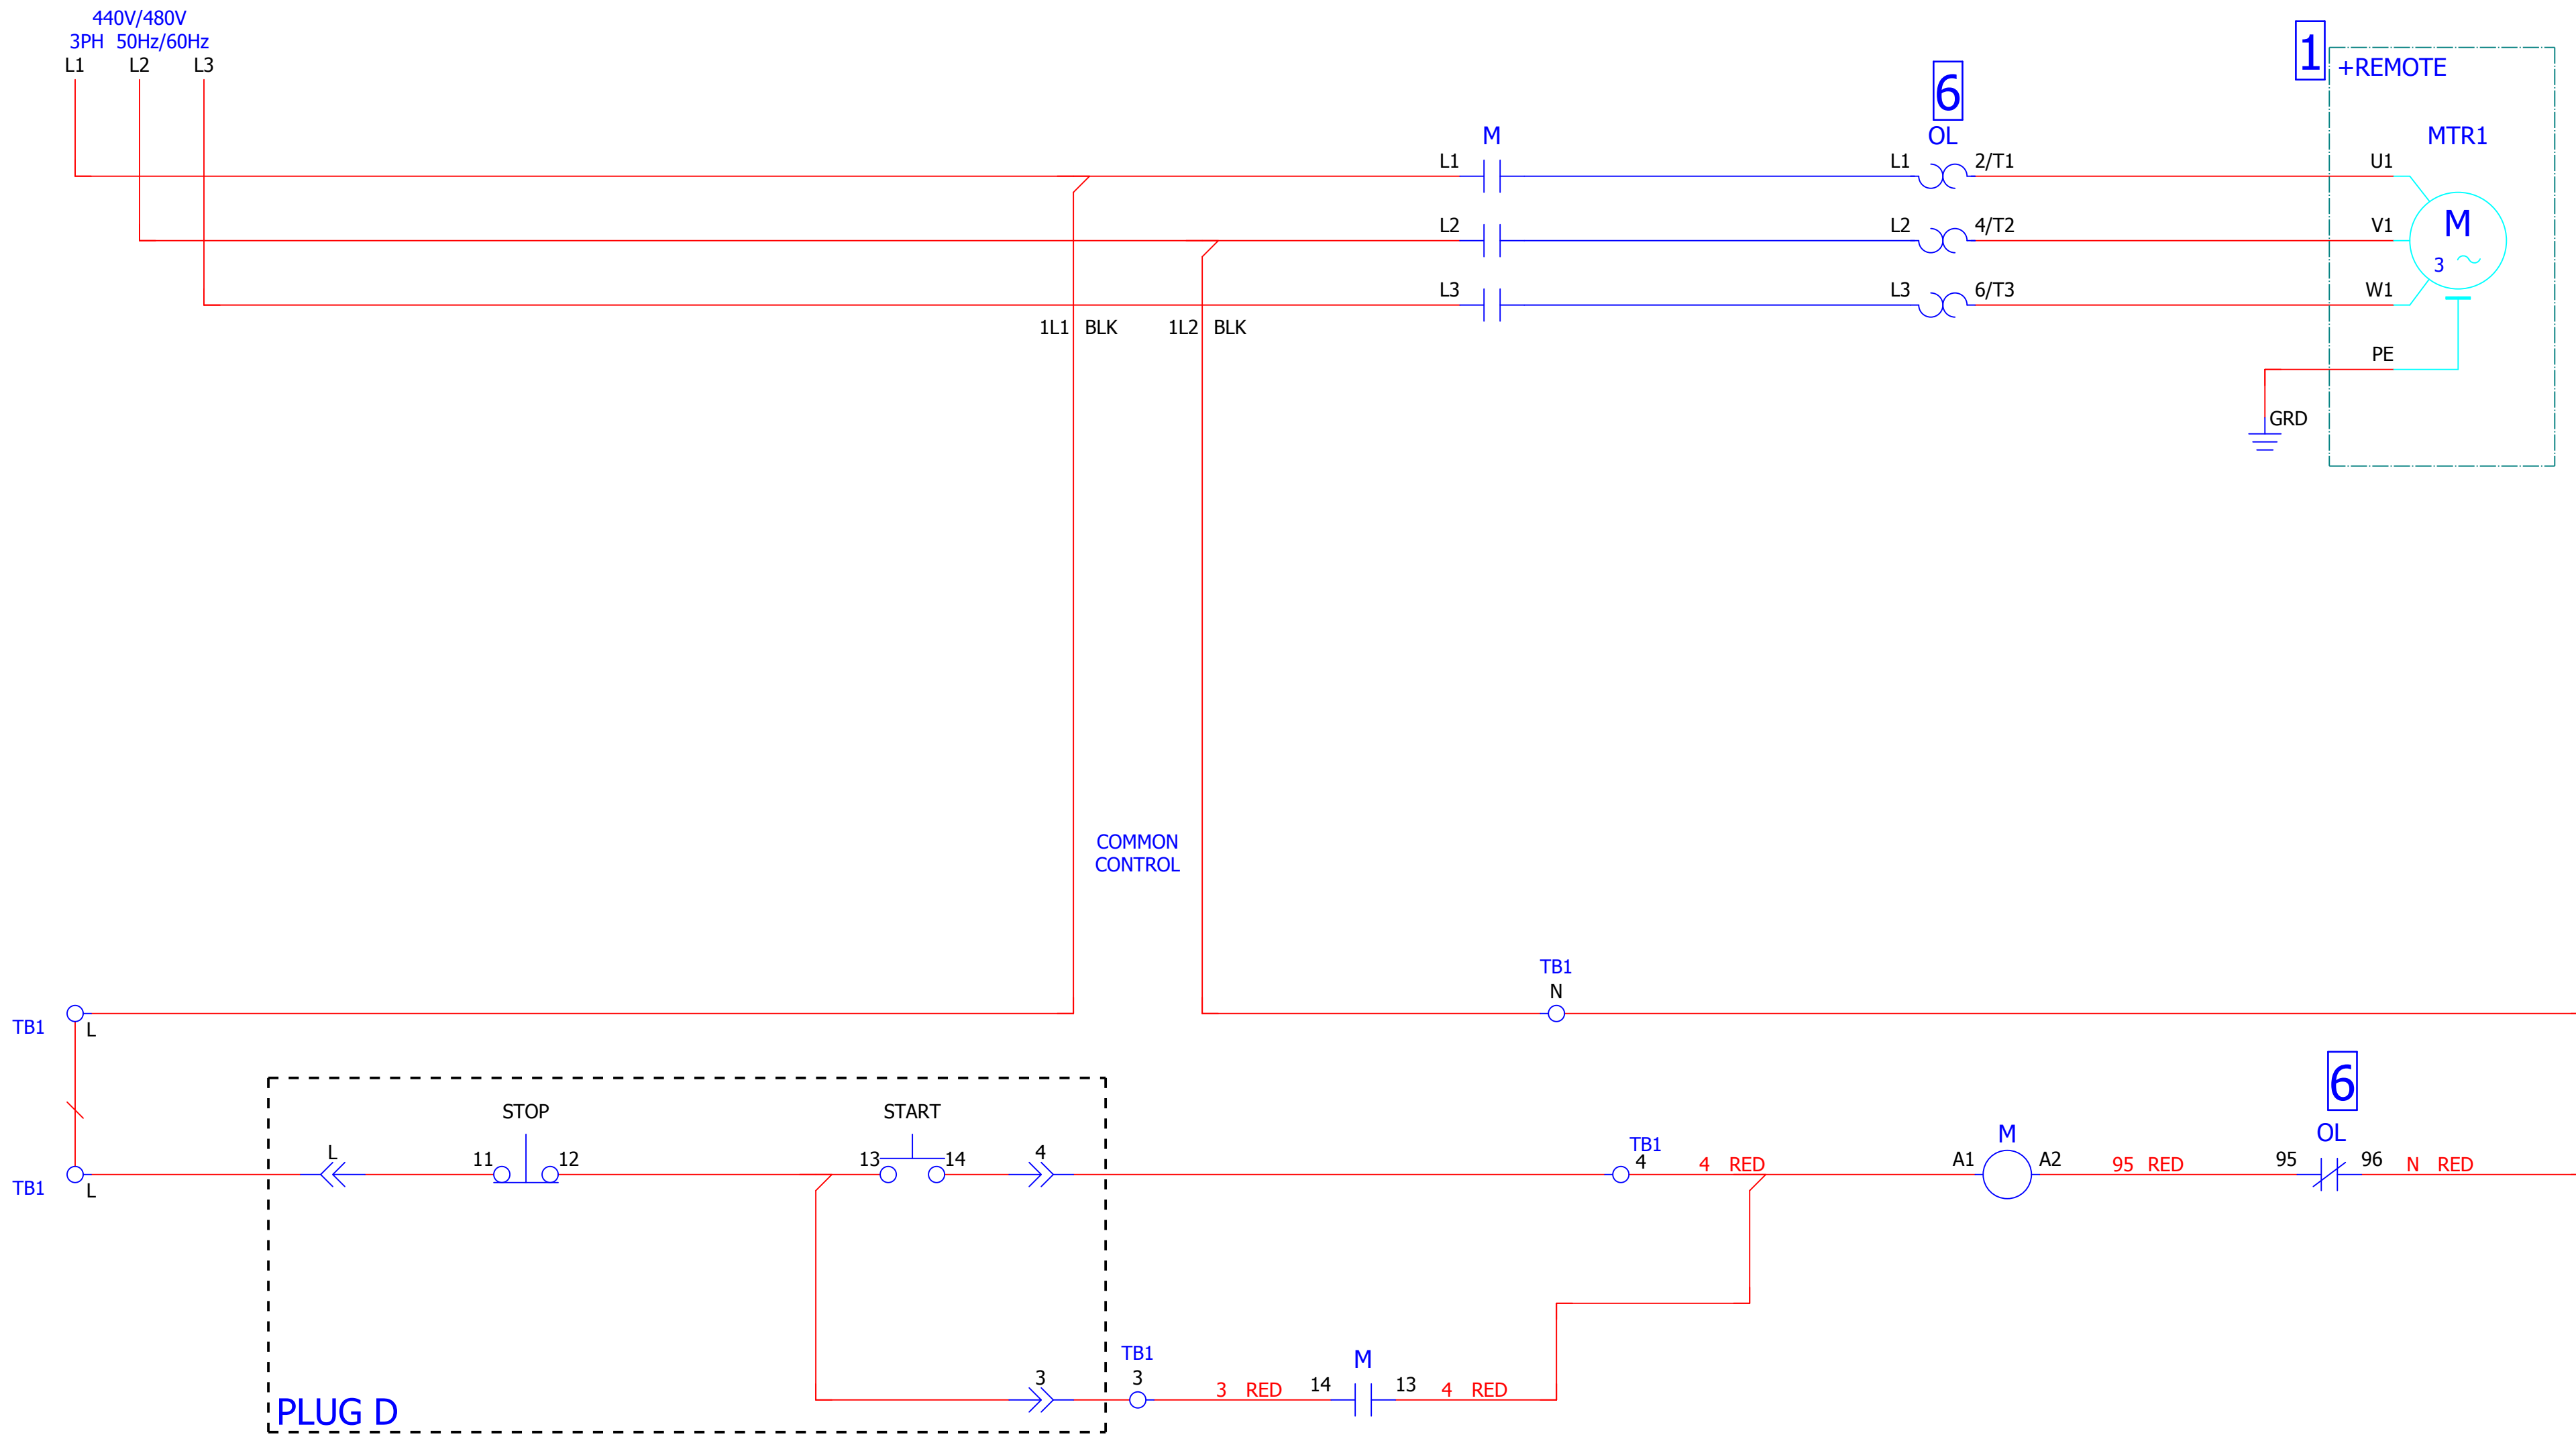 440V/480V
3PH 50Hz/60Hz
L1 L2 L3
1
+REMOTE
6
OL
M
MTR1
L1 L1 2/T1 U1
L2 L2 4/T2 V1
M
3
L3 L3 6/T3 W1
1L1 BLK 1L2 BLK
PE
GRD
COMMON
CONTROL
TB1
N
TB1 L
6
STOP START
OL
M
TB1
L 11 12 13 14 4
4 4 RED A1 A2 95 RED 95 96 N RED
TB1 L
TB1 M
3 3 3 RED 14 13 4 RED
PLUG D